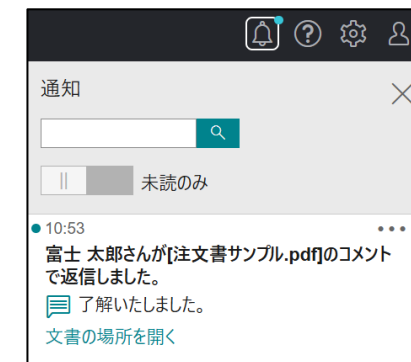 通知
未読のみ
10:53
富士 太郎さんが[注文書サンプル.pdf]のコメント
で返信しました。
了解いたしました。
文書の場所を開く